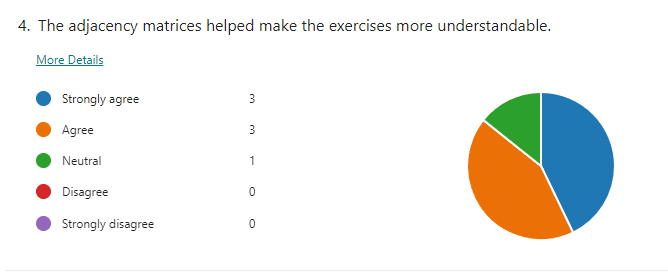 4. The adjacency matrices helped make the exercises more understandable.
More Details
Strongly agree 3
Agree 3
Neutral 1
Disagree 0
Strongly disagree 0